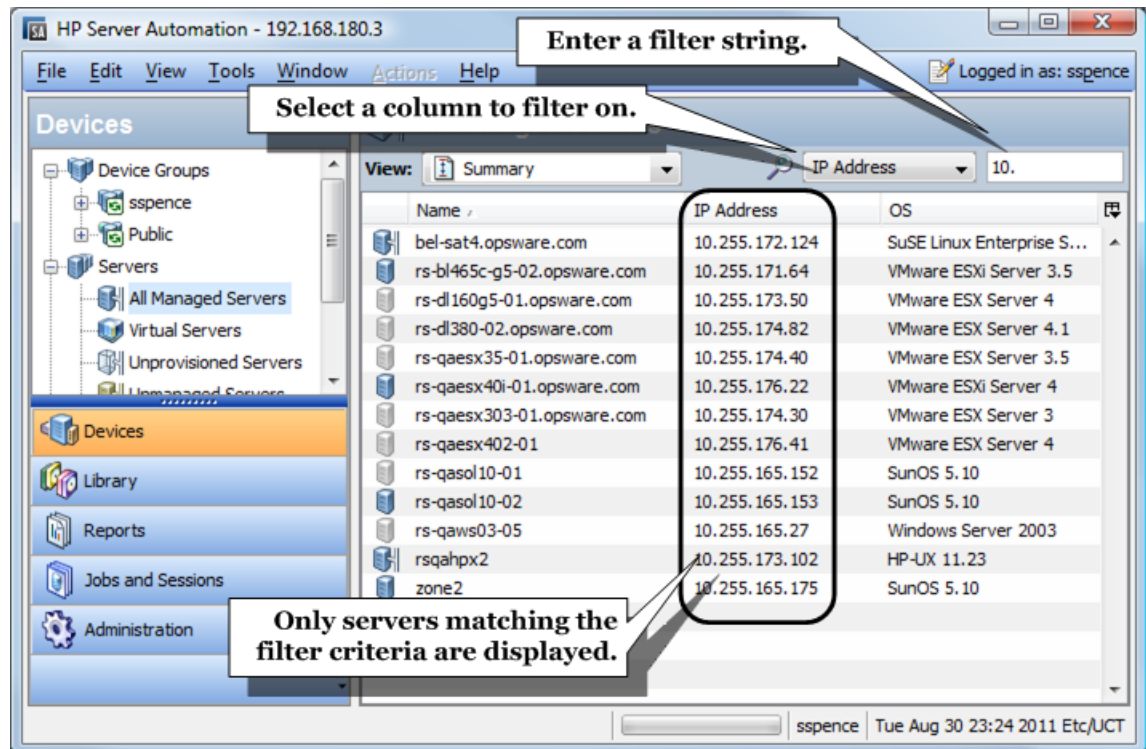 HP Server Automation - 192.168.180.3
Enter a filter string.
File Edit View Tools Window Actions Help
Logged in as: sspence
Select a column to filter on.
Devices
Device Groups
sspence
Public
Servers
All Managed Servers
Virtual Servers
Unprovisioned Servers
Unmanaged Servers
Devices
Library
Reports
Jobs and Sessions
Administration
View: Summary IP Address 10.
Name IP Address OS
bel-sat4.opsware.com 10.255.172.124 SuSE Linux Enterprise S...
rs-bl465c-g5-02.opsware.com 10.255.171.64 VMware ESXi Server 3.5
rs-dl160g5-01.opsware.com 10.255.173.50 VMware ESX Server 4
rs-dl380-02.opsware.com 10.255.174.82 VMware ESX Server 4.1
rs-qaesx35-01.opsware.com 10.255.174.40 VMware ESX Server 3.5
rs-qaesx40i-01.opsware.com 10.255.176.22 VMware ESXi Server 4
rs-qaesx303-01.opsware.com 10.255.174.30 VMware ESX Server 3
rs-qaesx402-01 10.255.176.41 VMware ESX Server 4
rs-qasol10-01 10.255.165.152 SunOS 5.10
rs-qasol10-02 10.255.165.153 SunOS 5.10
rs-qaws03-05 10.255.165.27 Windows Server 2003
rsqahpx2 10.255.173.102 HP-UX 11.23
zone2 10.255.165.175 SunOS 5.10
Only servers matching the
filter criteria are displayed.
sspence Tue Aug 30 23:24 2011 Etc/UCT